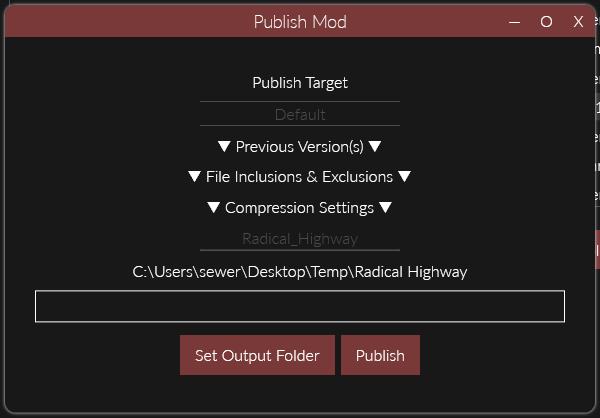 Publish Mod
Publish Target
Default
▼ Previous Version(s) ▼
▼ File Inclusions & Exclusions ▼
▼ Compression Settings ▼
Radical_Highway
C:\Users\sewer\Desktop\Temp\Radical Highway
Set Output Folder Publish